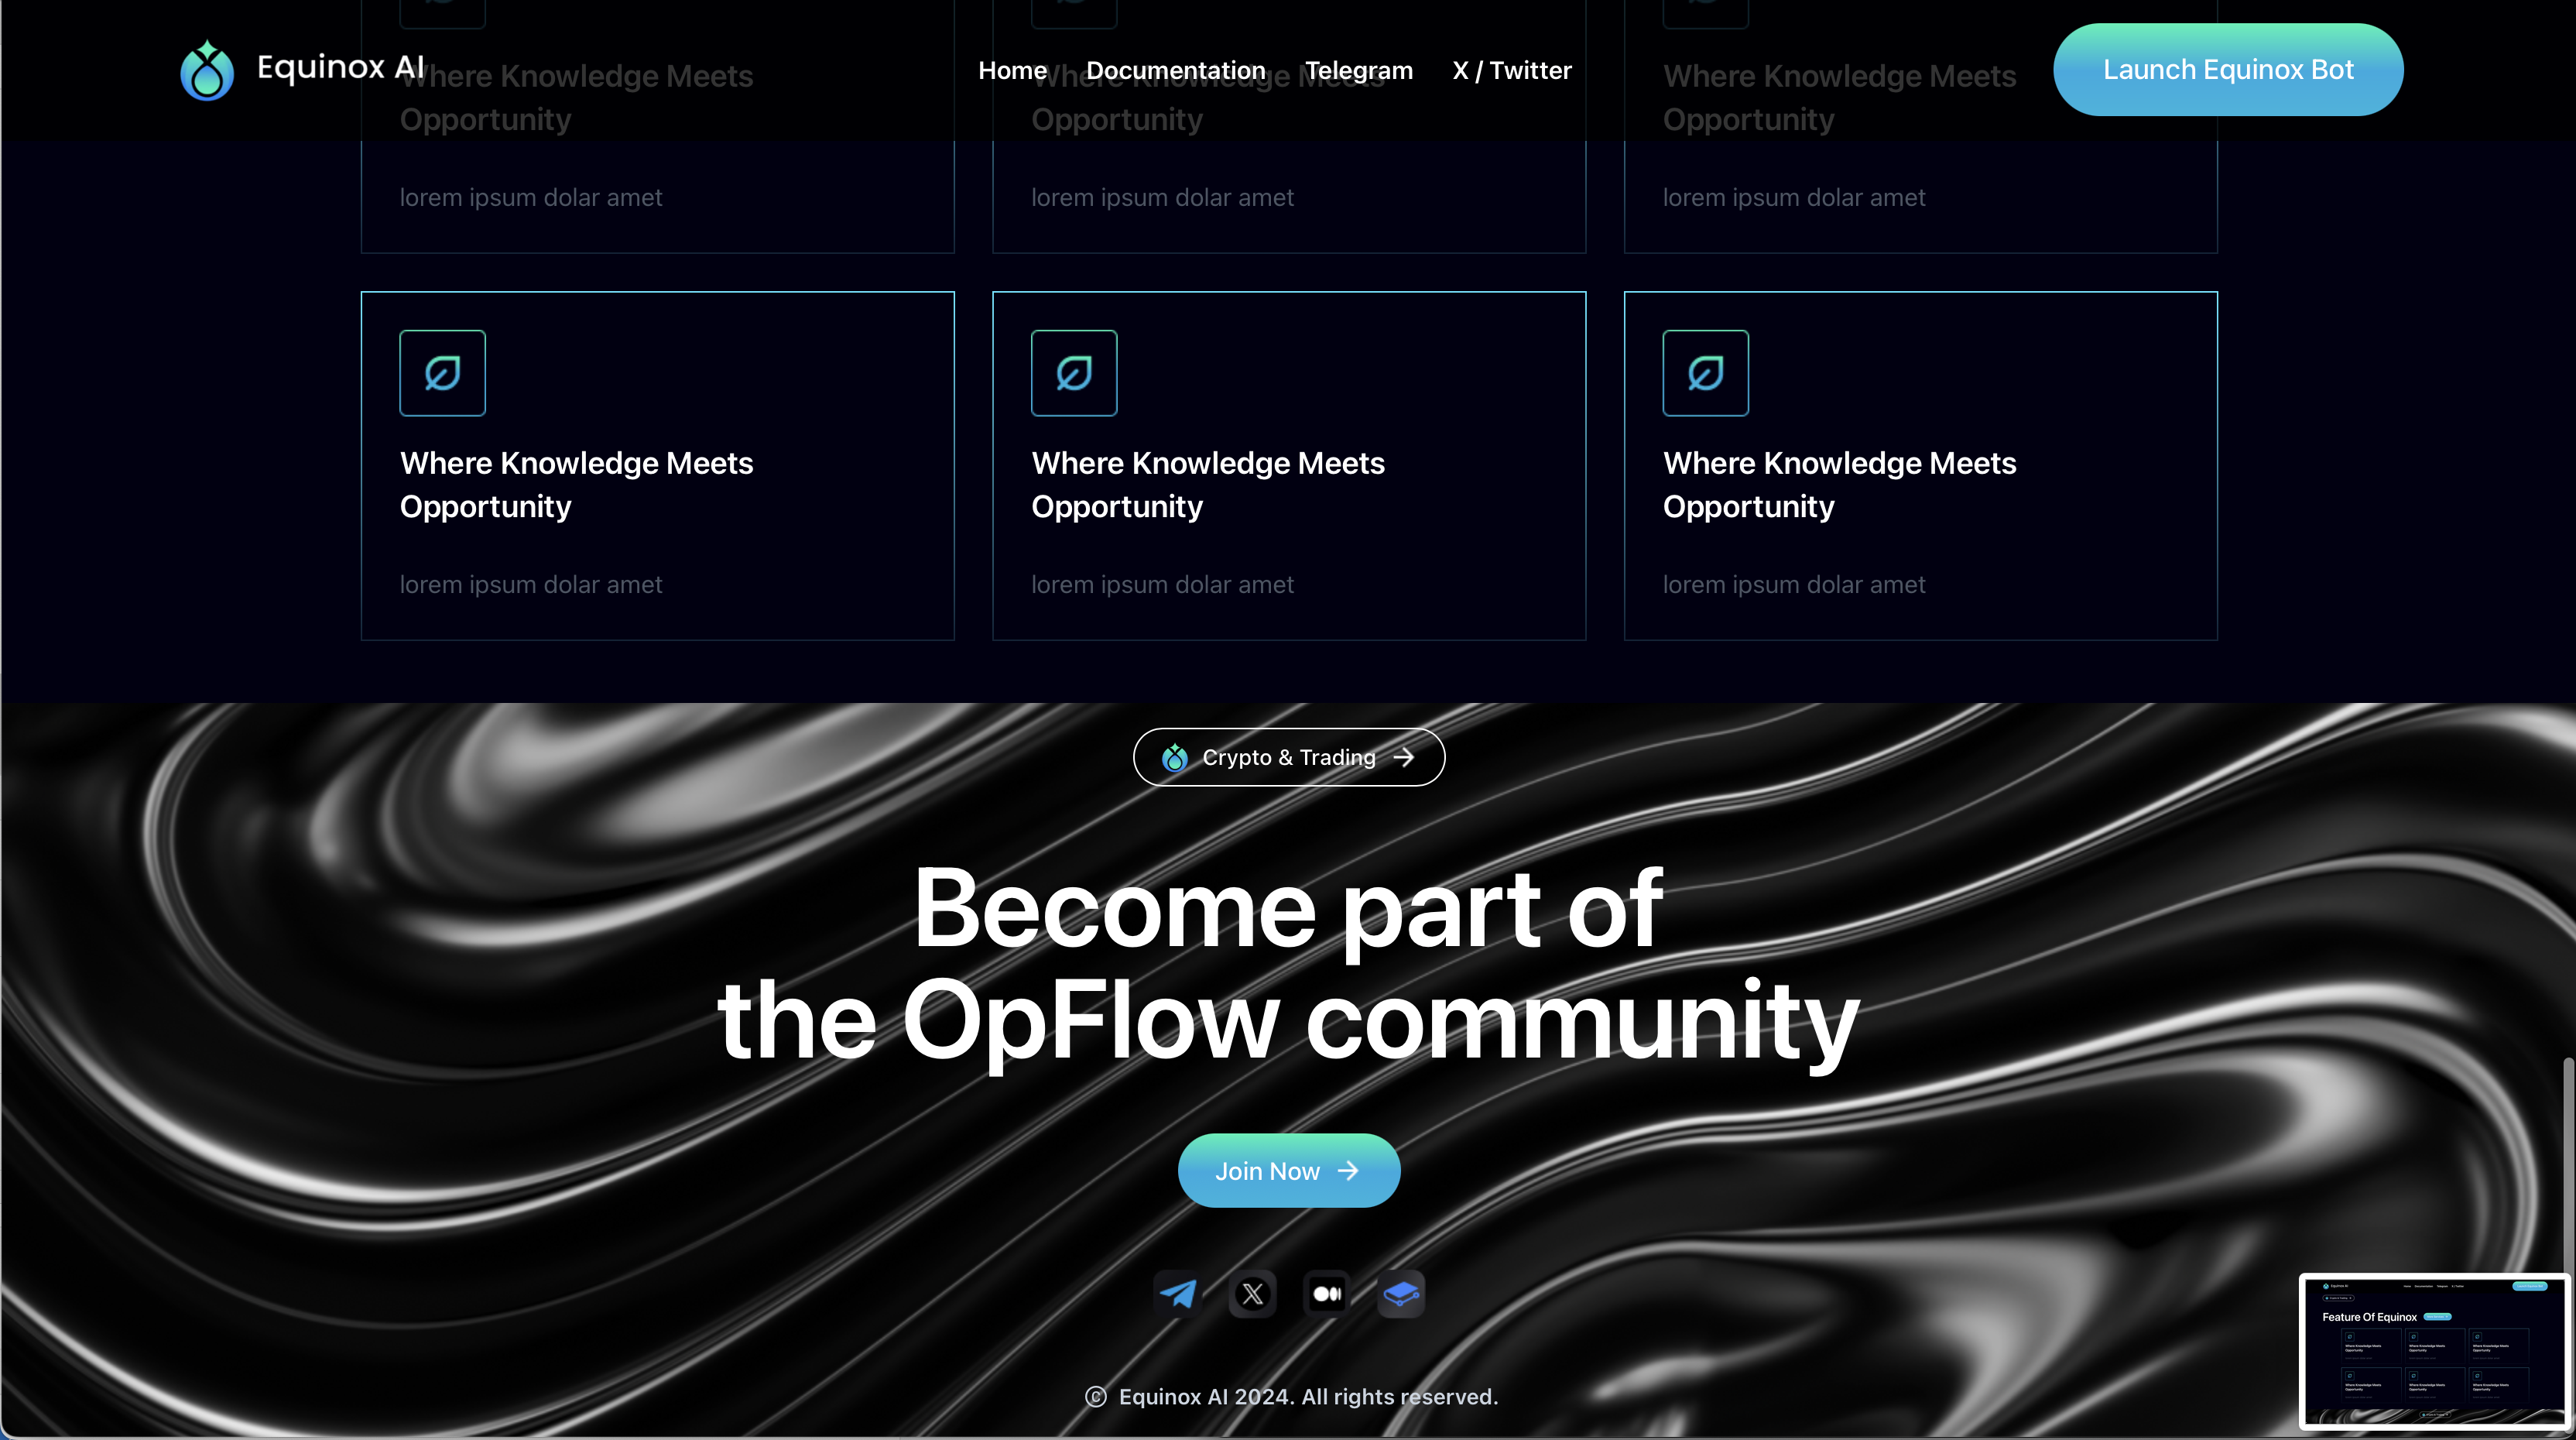 Equinox AI
Home Documentation Telegram X / Twitter
Launch Equinox Bot
Where Knowledge Meets
Opportunity
lorem ipsum dolar amet
Where Knowledge Meets
Opportunity
lorem ipsum dolar amet
Where Knowledge Meets
Opportunity
lorem ipsum dolar amet
Where Knowledge Meets
Opportunity
lorem ipsum dolar amet
Where Knowledge Meets
Opportunity
lorem ipsum dolar amet
Where Knowledge Meets
Opportunity
lorem ipsum dolar amet
Crypto & Trading
Become part of
the OpFlow community
Join Now
© Equinox AI 2024. All rights reserved.
Feature Of Equinox